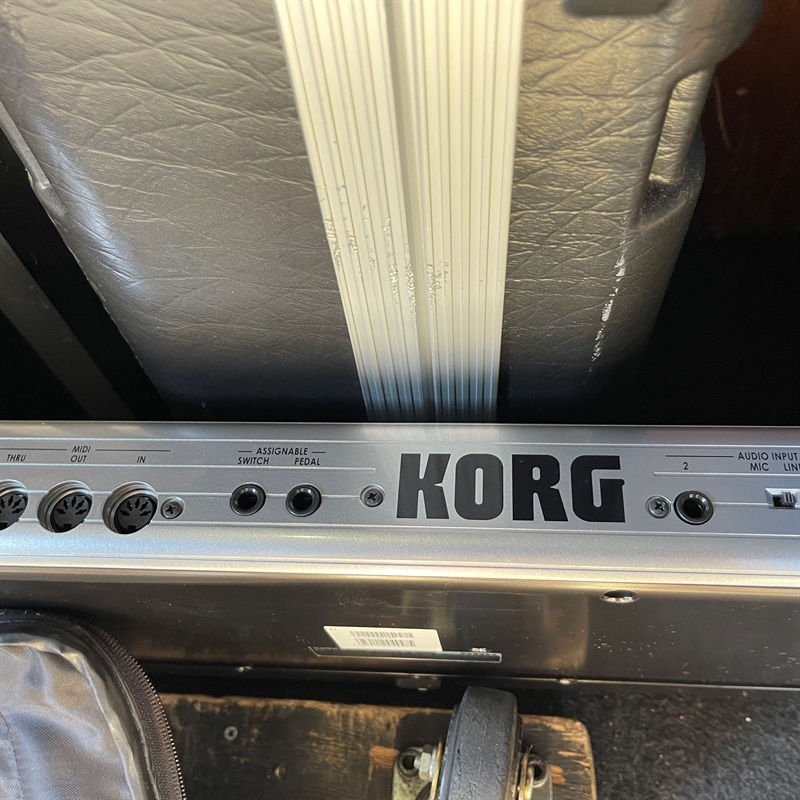 MIDI
THRU OUT IN
ASSIGNABLE
SWITCH PEDAL
KORG
AUDIO INPUT
2 MIC LINE